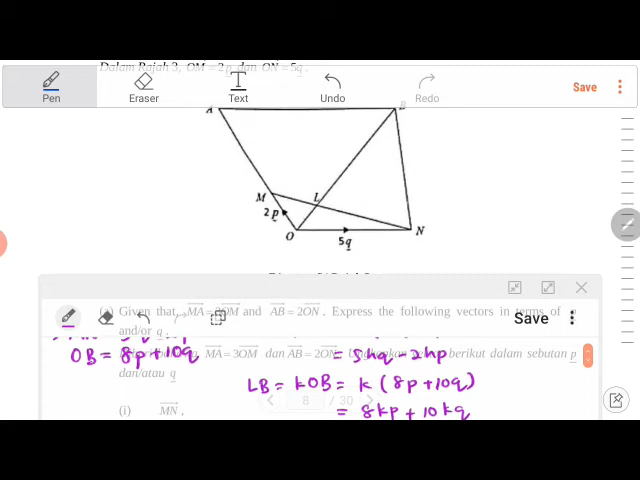 Dalam Rajah 3, OM = 2p dan ON = 5q .
Pen
Eraser
Text
Undo
Redo
Save
A
B
M
L
2p
O
5q
N
(a) Given that MA = 3OM and AB = 2ON. Express the following vectors in terms of p
and/or q
Save
OB = 8p + 10q
= 5hq - 2hp
MA = 3OM dan AB = 2ON. berikut dalam sebutan p
dan/atau q
LB = kOB = k (8p + 10q)
8 / 30
(i) MN ,
= 8kp + 10kq